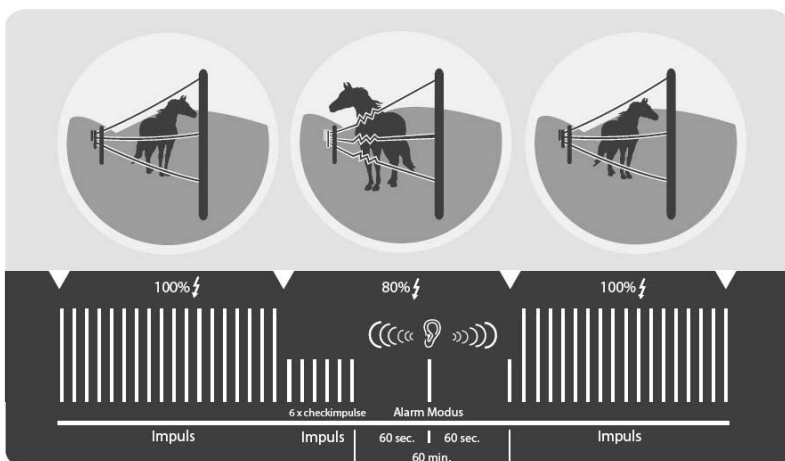 100%
80%
100%
6 x checkimpulse
Alarm Modus
Impuls
Impuls
60 sec.
60 sec.
Impuls
60 min.